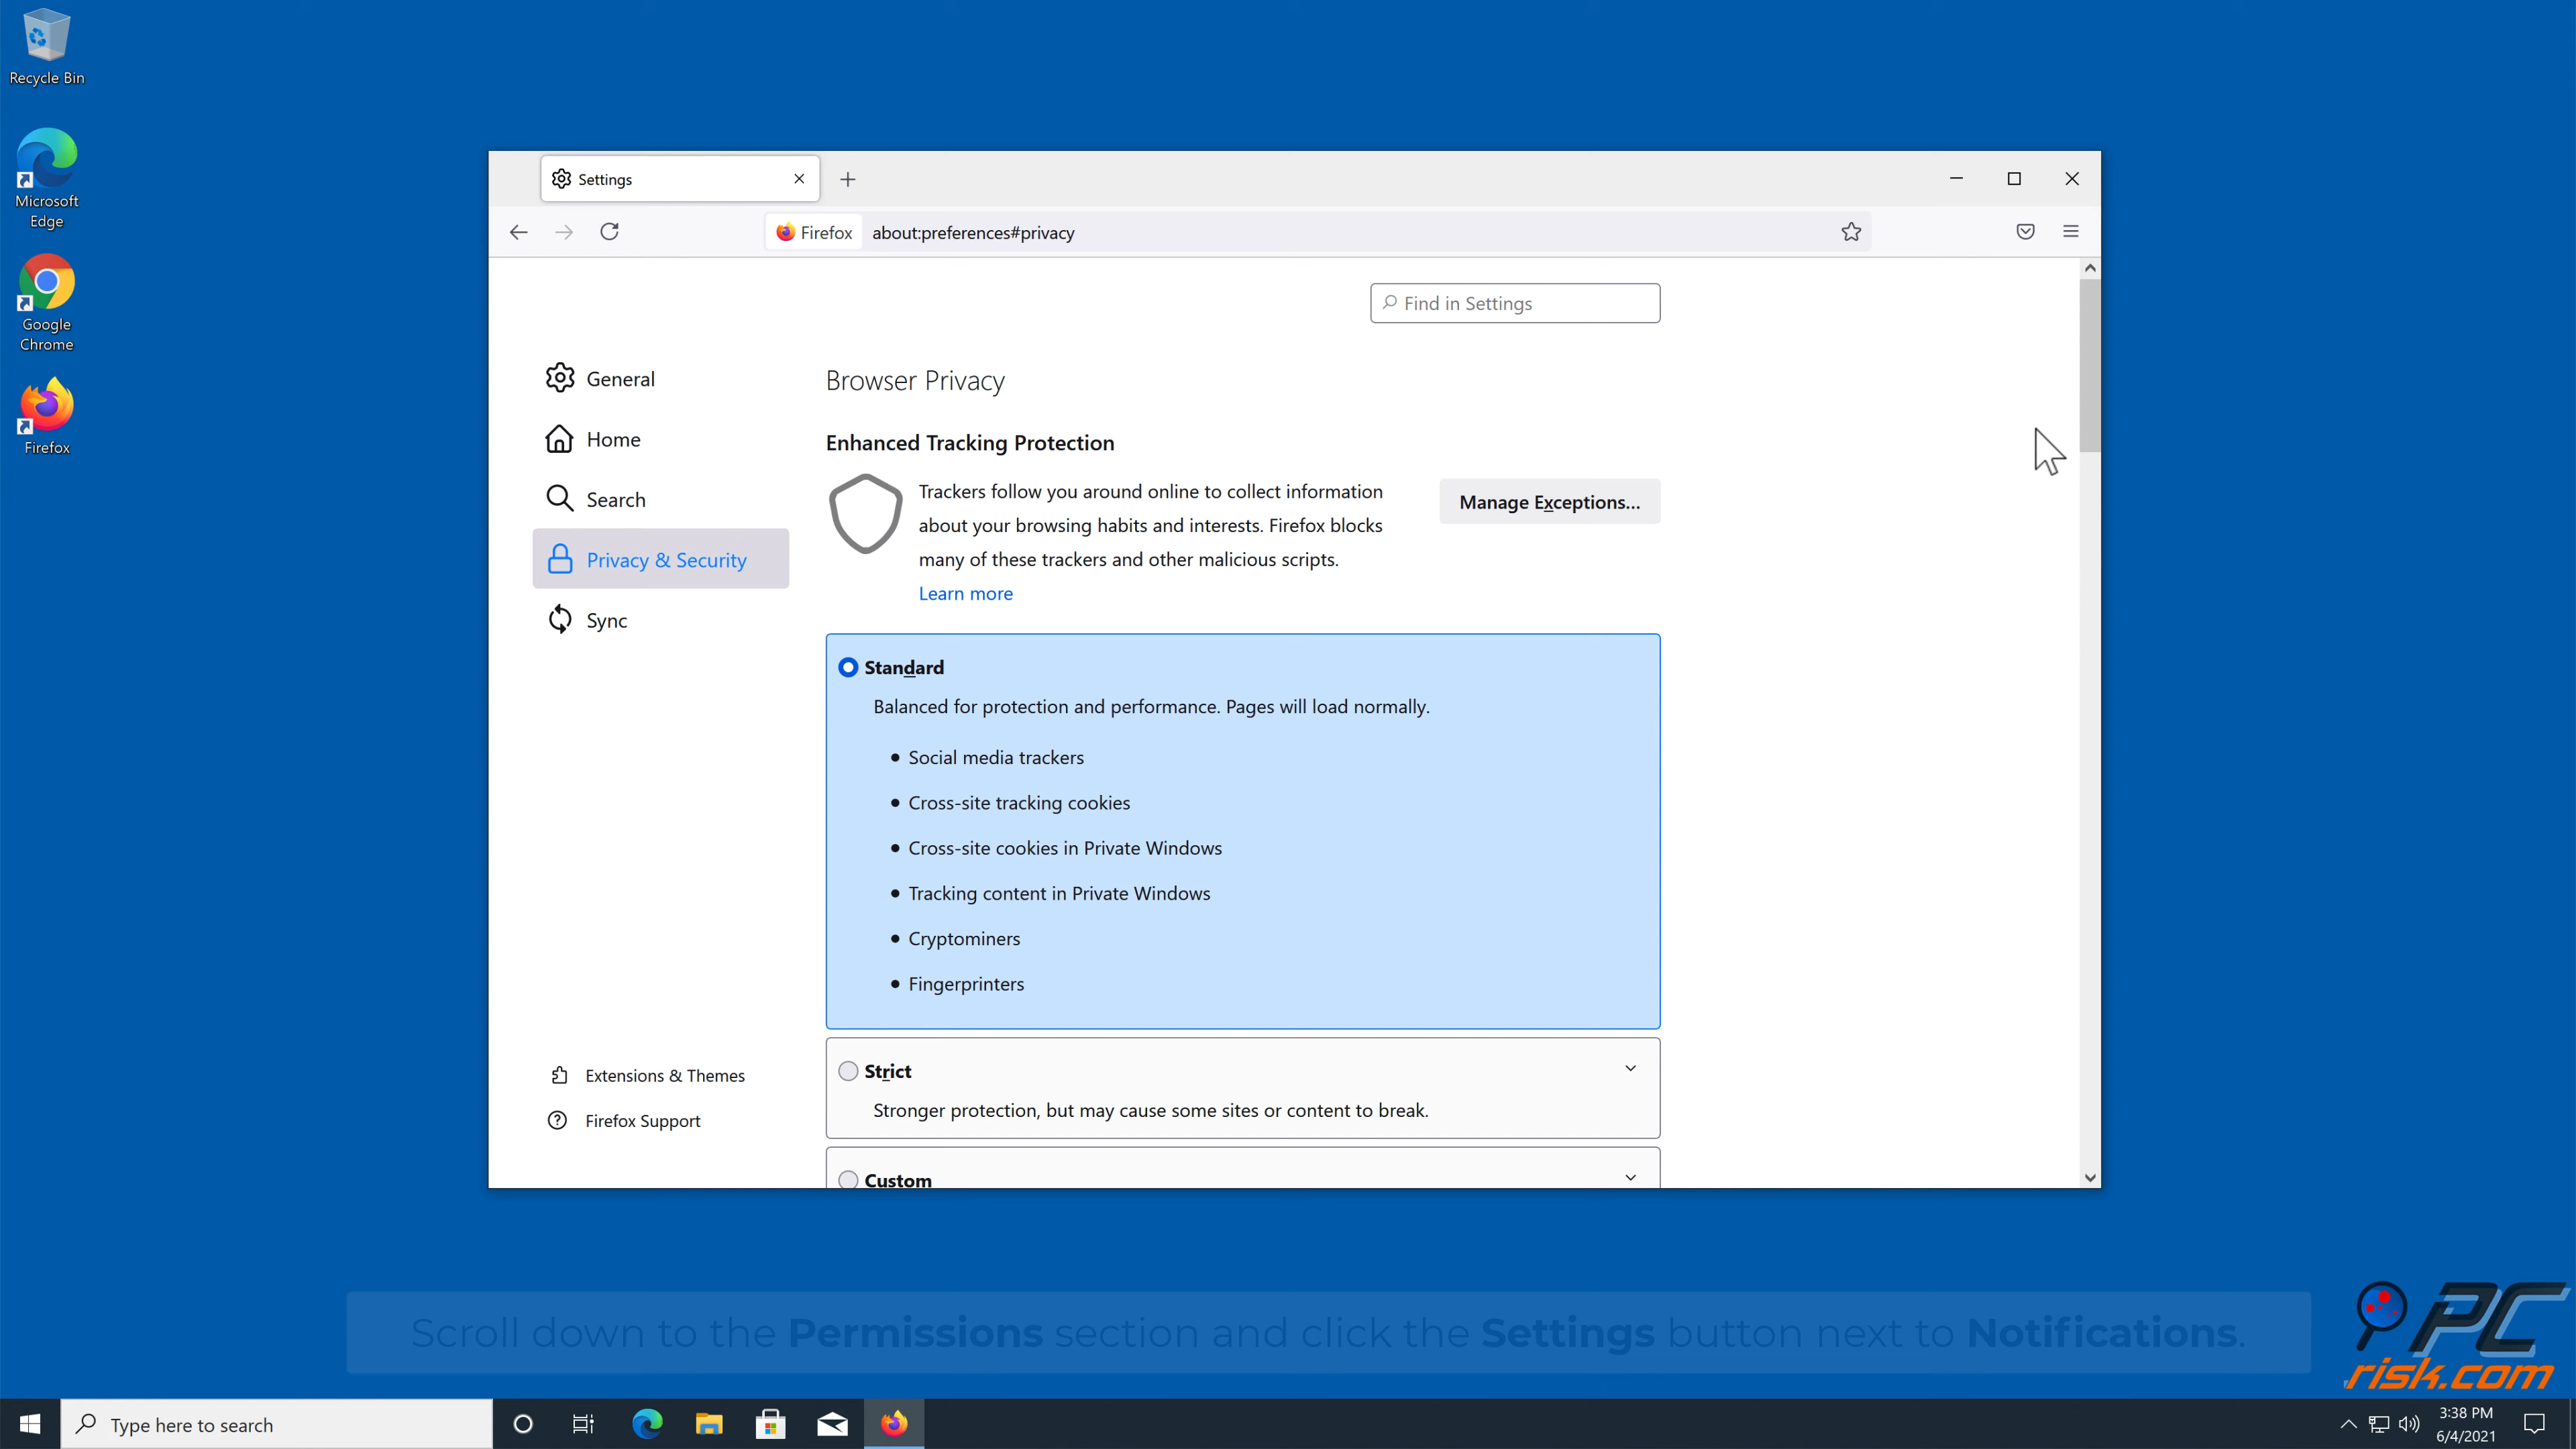 Recycle Bin
Microsoft
Edge
Google
Chrome
Firefox
Settings
Firefox
about:preferences#privacy
Find in Settings
General
Home
Search
Privacy & Security
Sync
Extensions & Themes
Firefox Support
Browser Privacy
Enhanced Tracking Protection
Trackers follow you around online to collect information
about your browsing habits and interests. Firefox blocks
many of these trackers and other malicious scripts.
Learn more
Manage Exceptions...
Standard
Balanced for protection and performance. Pages will load normally.
Social media trackers
Cross-site tracking cookies
Cross-site cookies in Private Windows
Tracking content in Private Windows
Cryptominers
Fingerprinters
Strict
Stronger protection, but may cause some sites or content to break.
Custom
Scroll down to the Permissions section and click the Settings button next to Notifications.
PC
risk.com
Type here to search
3:38 PM
6/4/2021